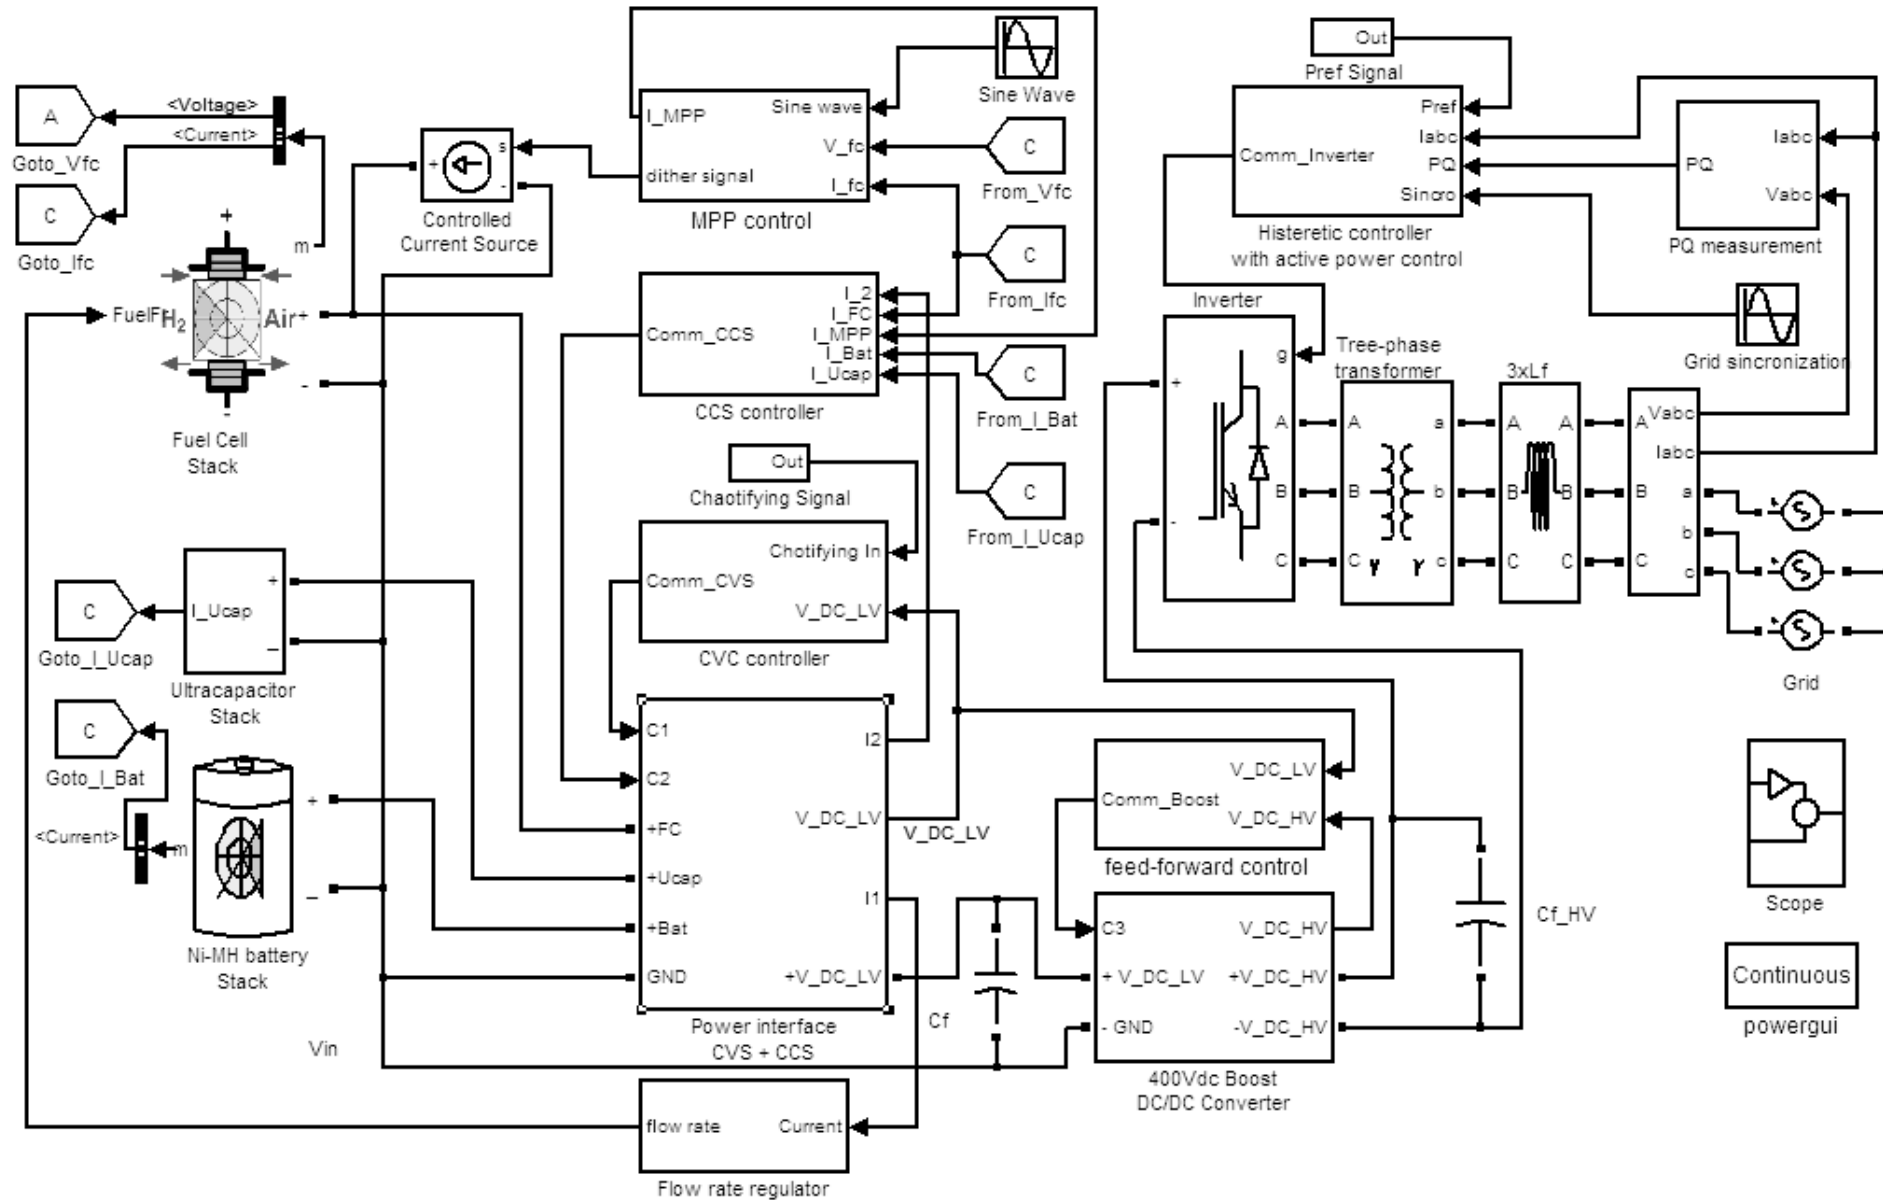 <Voltage>
A
<Current>
Goto_Vfc
C
Goto_Ifc
m
+
FuelFr
H2
Air
+
-
-
Fuel Cell
Stack
+
s
-
Controlled
Current Source
I_MPP
Sine wave
V_fc
dither signal
I_fc
MPP control
Sine Wave
C
From_Vfc
C
From_Ifc
I_2
I_FC
Comm_CCS
I_MPP
I_Bat
I_Ucap
CCS controller
C
From_I_Bat
Out
Chaotifying Signal
C
From_I_Ucap
Chotifying In
Comm_CVS
V_DC_LV
CVC controller
C
Goto_I_Ucap
+
I_Ucap
–
Ultracapacitor
Stack
C
Goto_I_Bat
<Current>
m
+
–
Ni-MH battery
Stack
C1
I2
C2
V_DC_LV
V_DC_LV
+FC
+Ucap
I1
+Bat
GND
+V_DC_LV
Power interface
CVS + CCS
Vin
Cf
flow rate
Current
Flow rate regulator
Out
Pref Signal
Pref
Iabc
Comm_Inverter
PQ
Sincro
Histeretic controller
with active power control
Iabc
PQ
Vabc
PQ measurement
Grid sincronization
Inverter
g
+
A
B
-
C
Tree-phase
transformer
A
a
B
b
C
Y
Y
c
3xLf
A
A
B
B
C
C
Vabc
A
Iabc
B
a
b
C
c
Grid
V_DC_LV
Comm_Boost
V_DC_HV
feed-forward control
C3
V_DC_HV
+ V_DC_LV
+V_DC_HV
- GND
-V_DC_HV
400Vdc Boost
DC/DC Converter
Cf_HV
Scope
Continuous
powergui